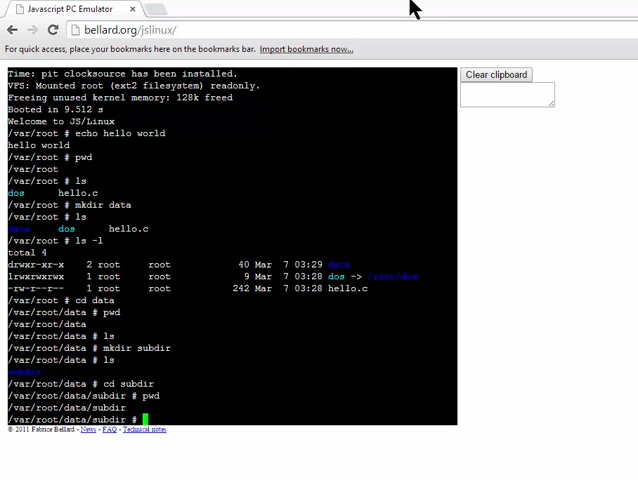 Javascript PC Emulator
bellard.org/jslinux/
For quick access, place your bookmarks here on the bookmarks bar. Import bookmarks now...
Time: pit clocksource has been installed.
VFS: Mounted root (ext2 filesystem) readonly.
Freeing unused kernel memory: 128k freed
Booted in 9.512 s
Welcome to JS/Linux
/var/root # echo hello world
hello world
/var/root # pwd
/var/root
/var/root # ls
dos hello.c
/var/root # mkdir data
/var/root # ls
data dos hello.c
/var/root # ls -l
total 4
drwxr-xr-x 2 root root 40 Mar 7 03:29 data
lrwxrwxrwx 1 root root 9 Mar 7 03:28 dos -> /root/dos
-rw-r--r-- 1 root root 242 Mar 7 03:28 hello.c
/var/root # cd data
/var/root/data # pwd
/var/root/data
/var/root/data # ls
/var/root/data # mkdir subdir
/var/root/data # ls
subdir
/var/root/data # cd subdir
/var/root/data/subdir # pwd
/var/root/data/subdir
/var/root/data/subdir #
Clear clipboard
© 2011 Fabrice Bellard - News - FAQ - Technical notes